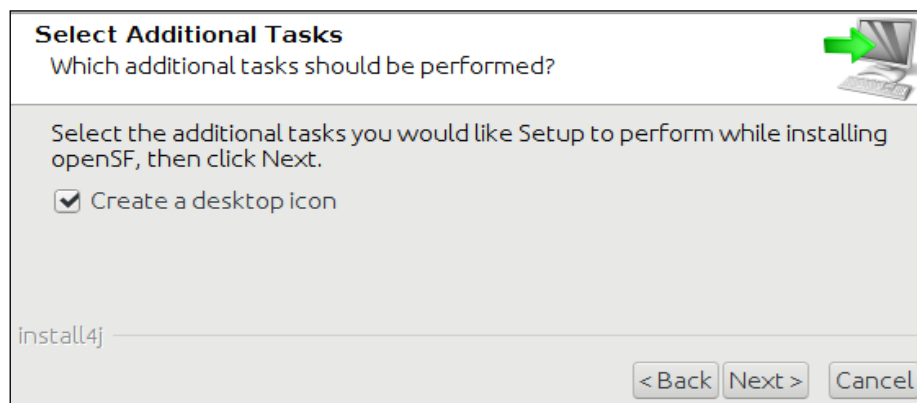 Select Additional Tasks
Which additional tasks should be performed?
Select the additional tasks you would like Setup to perform while installing
openSF, then click Next.
Create a desktop icon
install4j
< Back Next > Cancel